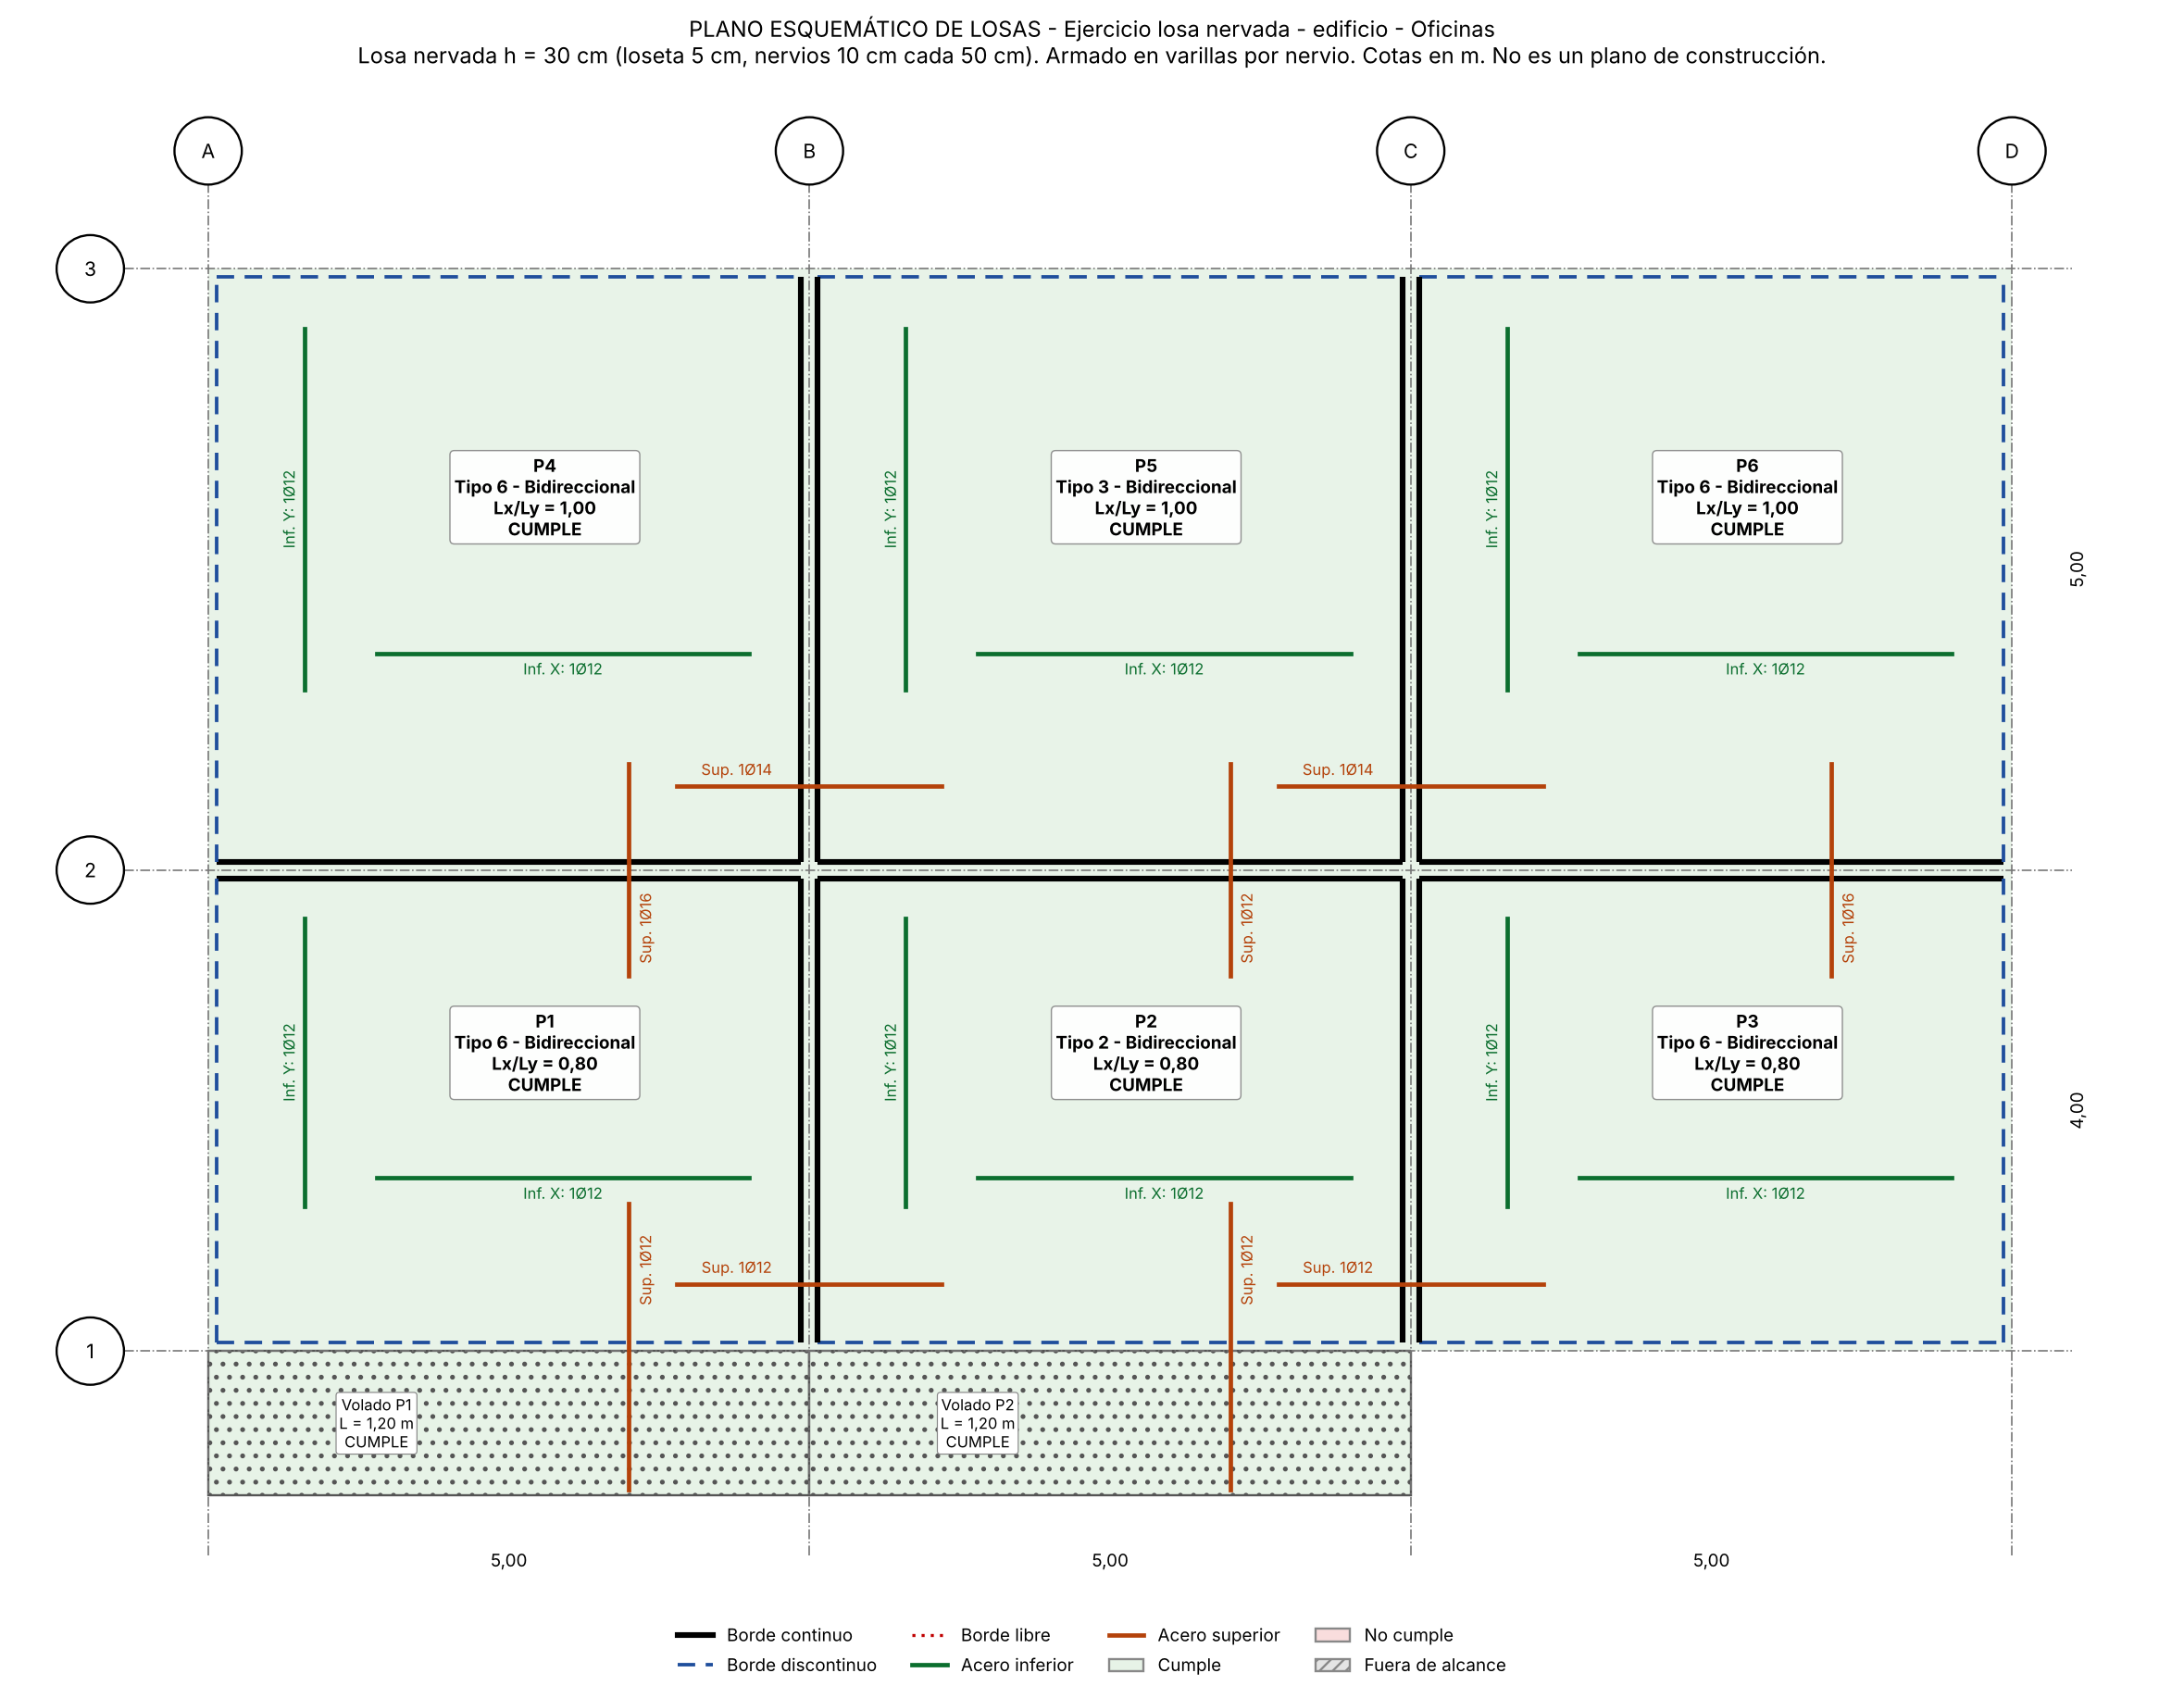 PLANO ESQUEMÁTICO DE LOSAS - Ejercicio losa nervada - edificio - Oficinas
Losa nervada h = 30 cm (loseta 5 cm, nervios 10 cm cada 50 cm). Armado en varillas por nervio. Cotas en m. No es un plano de construcción.
A
B
C
D
3
P4
Tipo 6 - Bidireccional
Lx/Ly = 1,00
CUMPLE
Inf. Y: 1Ø12
Inf. X: 1Ø12
P5
Tipo 3 - Bidireccional
Lx/Ly = 1,00
CUMPLE
Inf. Y: 1Ø12
Inf. X: 1Ø12
P6
Tipo 6 - Bidireccional
Lx/Ly = 1,00
CUMPLE
Inf. Y: 1Ø12
Inf. X: 1Ø12
5,00
Sup. 1Ø14
Sup. 1Ø14
2
Sup. 1Ø16
Sup. 1Ø12
Sup. 1Ø16
P1
Tipo 6 - Bidireccional
Lx/Ly = 0,80
CUMPLE
Inf. Y: 1Ø12
Inf. X: 1Ø12
P2
Tipo 2 - Bidireccional
Lx/Ly = 0,80
CUMPLE
Inf. Y: 1Ø12
Inf. X: 1Ø12
P3
Tipo 6 - Bidireccional
Lx/Ly = 0,80
CUMPLE
Inf. Y: 1Ø12
Inf. X: 1Ø12
4,00
Sup. 1Ø12
Sup. 1Ø12
Sup. 1Ø12
Sup. 1Ø12
1
Volado P1
L = 1,20 m
CUMPLE
Volado P2
L = 1,20 m
CUMPLE
5,00
5,00
5,00
Borde continuo
Borde libre
Acero superior
No cumple
Borde discontinuo
Acero inferior
Cumple
Fuera de alcance